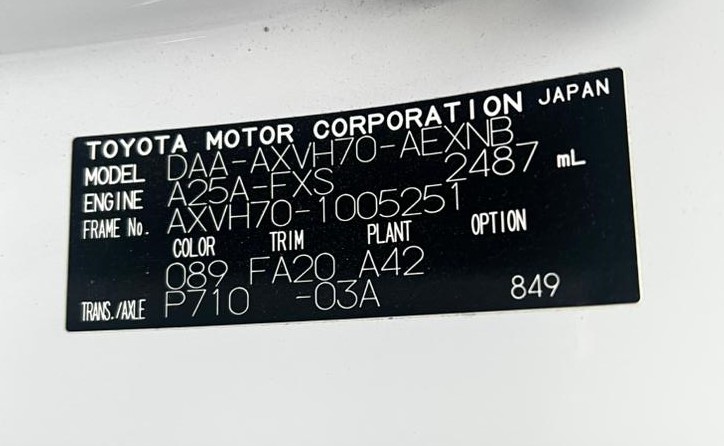 TOYOTA MOTOR CORPORATION JAPAN
MODEL DAA-AXVH70-AEXNB
ENGINE A25A-FXS 2487 mL
FRAME No. AXVH70-1005251
COLOR TRIM PLANT OPTION
089 FA20 A42
TRANS./AXLE P710 -03A 849